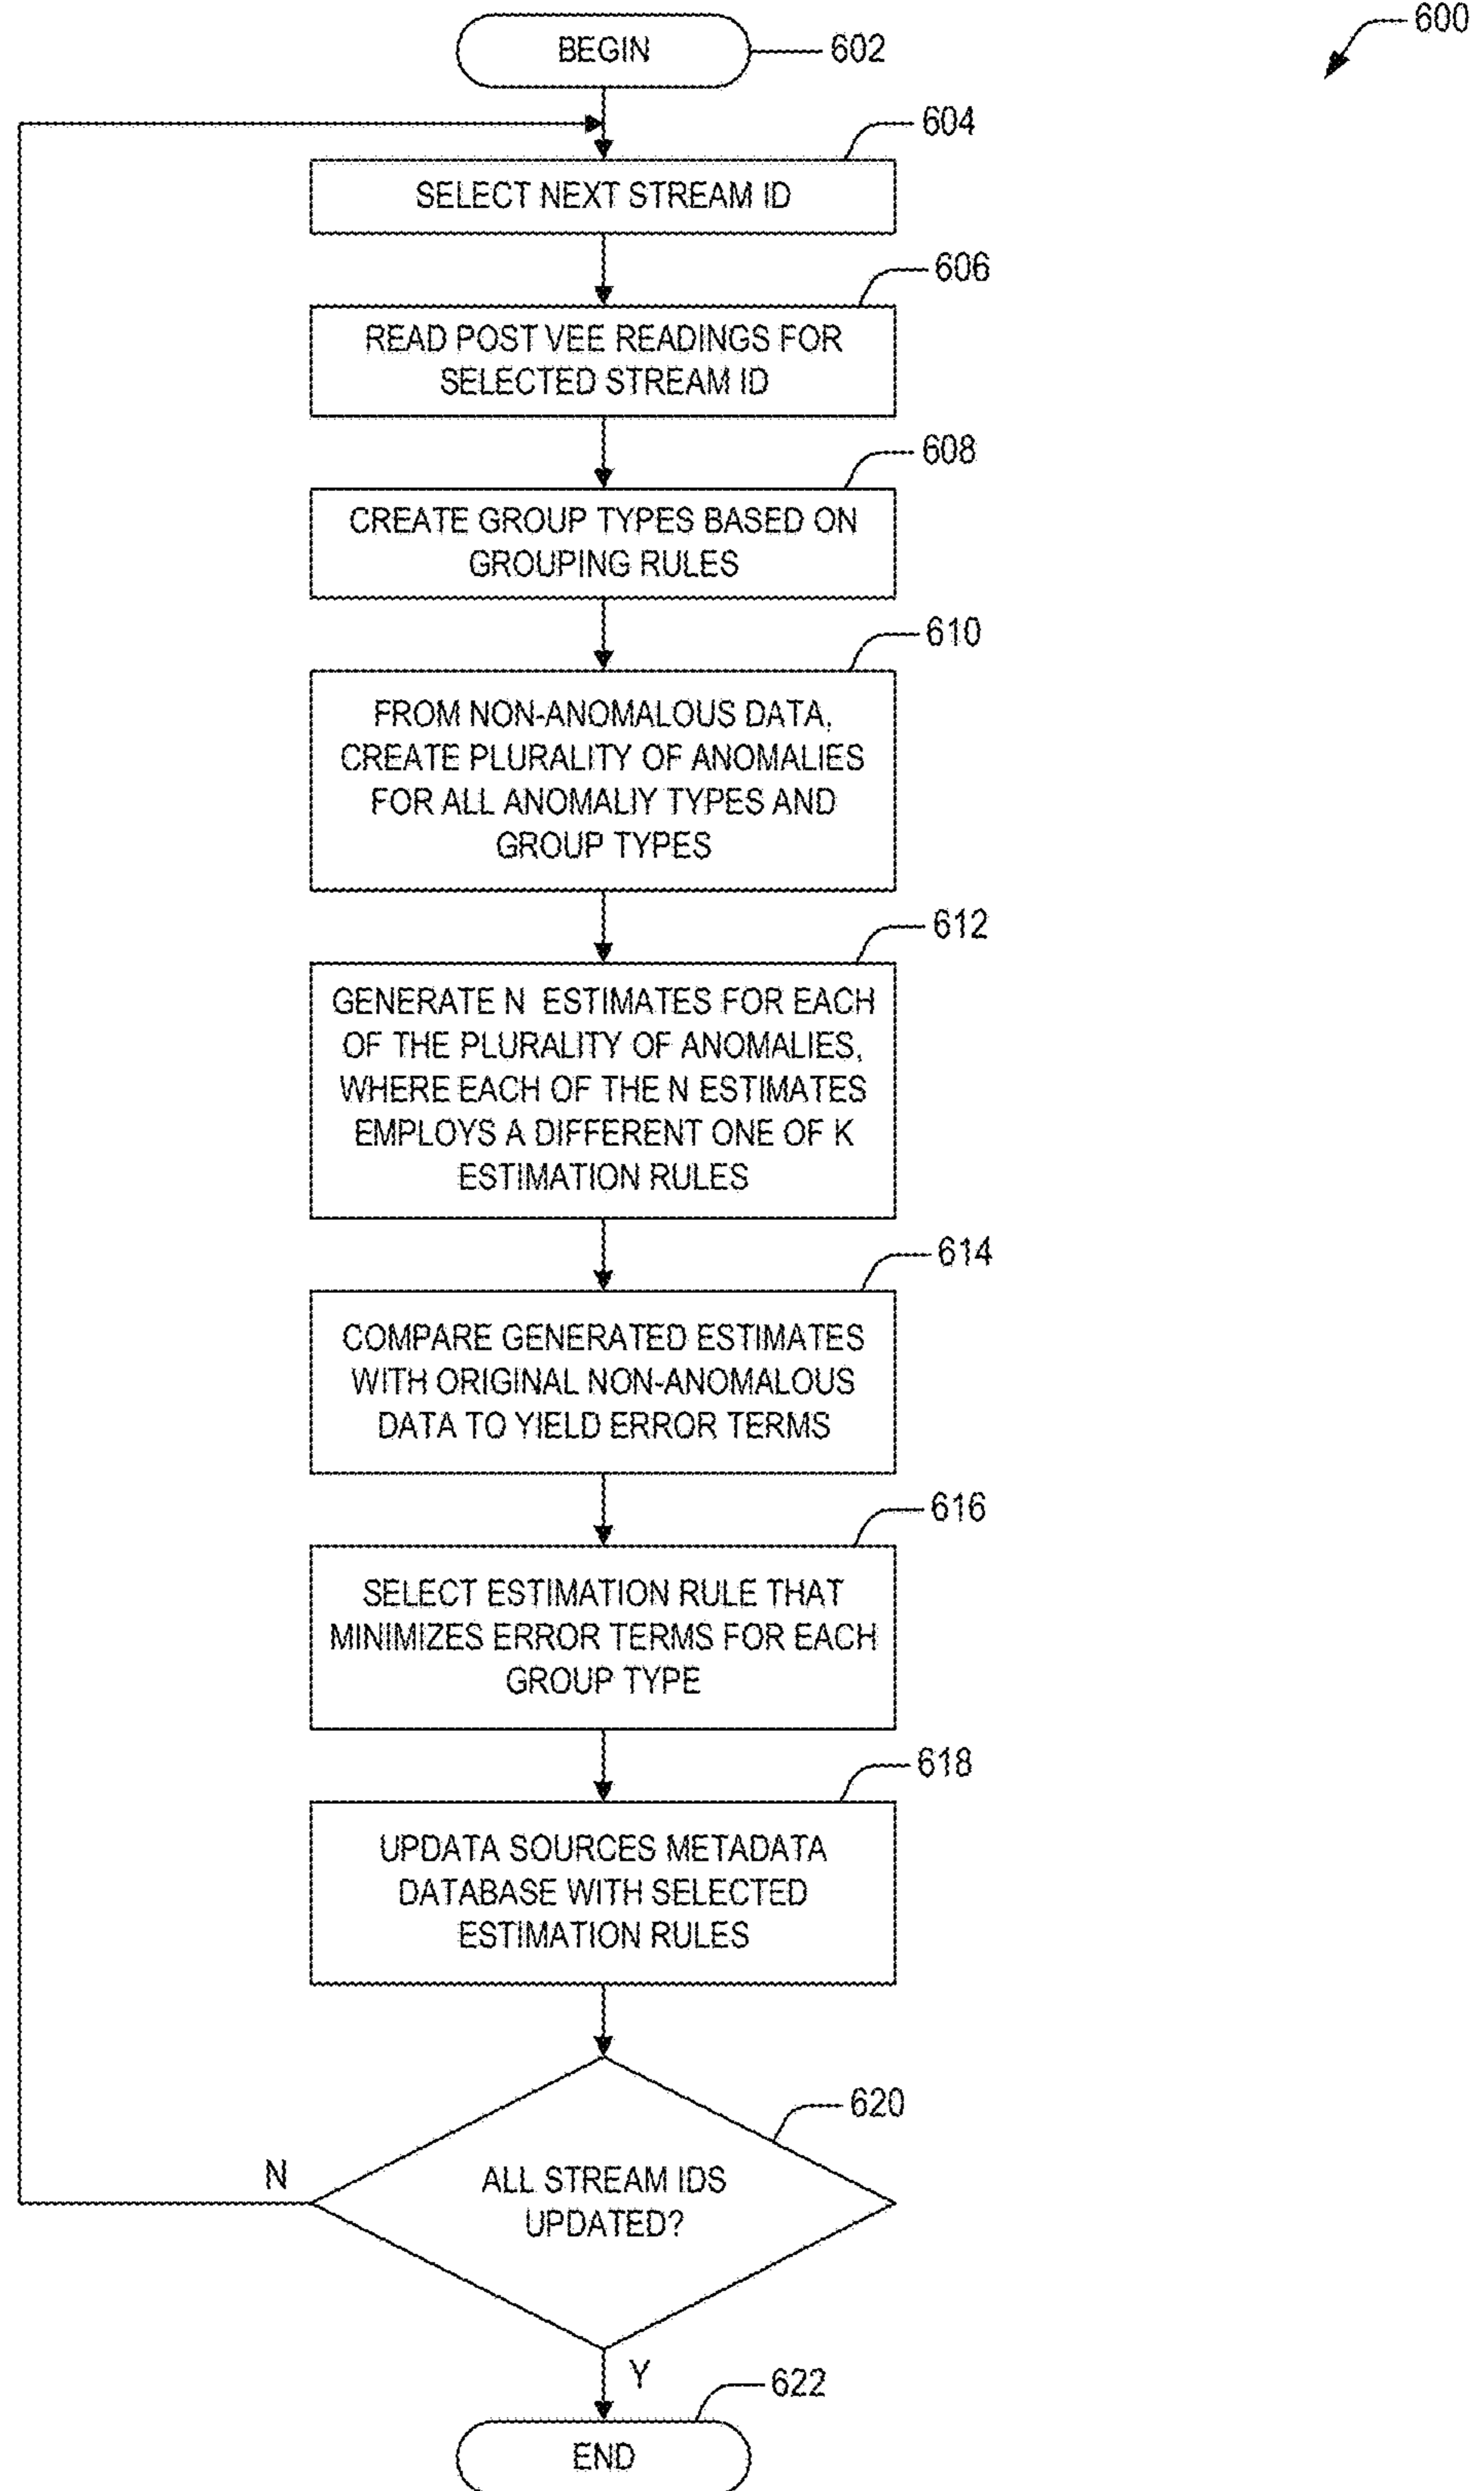 600
BEGIN
602
604
SELECT NEXT STREAM ID
606
READ POST VEE READINGS FOR
SELECTED STREAM ID
608
CREATE GROUP TYPES BASED ON
GROUPING RULES
610
FROM NON-ANOMALOUS DATA,
CREATE PLURALITY OF ANOMALIES
FOR ALL ANOMALIY TYPES AND
GROUP TYPES
612
GENERATE N ESTIMATES FOR EACH
OF THE PLURALITY OF ANOMALIES,
WHERE EACH OF THE N ESTIMATES
EMPLOYS A DIFFERENT ONE OF K
ESTIMATION RULES
614
COMPARE GENERATED ESTIMATES
WITH ORIGINAL NON-ANOMALOUS
DATA TO YIELD ERROR TERMS
616
SELECT ESTIMATION RULE THAT
MINIMIZES ERROR TERMS FOR EACH
GROUP TYPE
618
UPDATA SOURCES METADATA
DATABASE WITH SELECTED
ESTIMATION RULES
620
N
ALL STREAM IDS
UPDATED?
Y
622
END